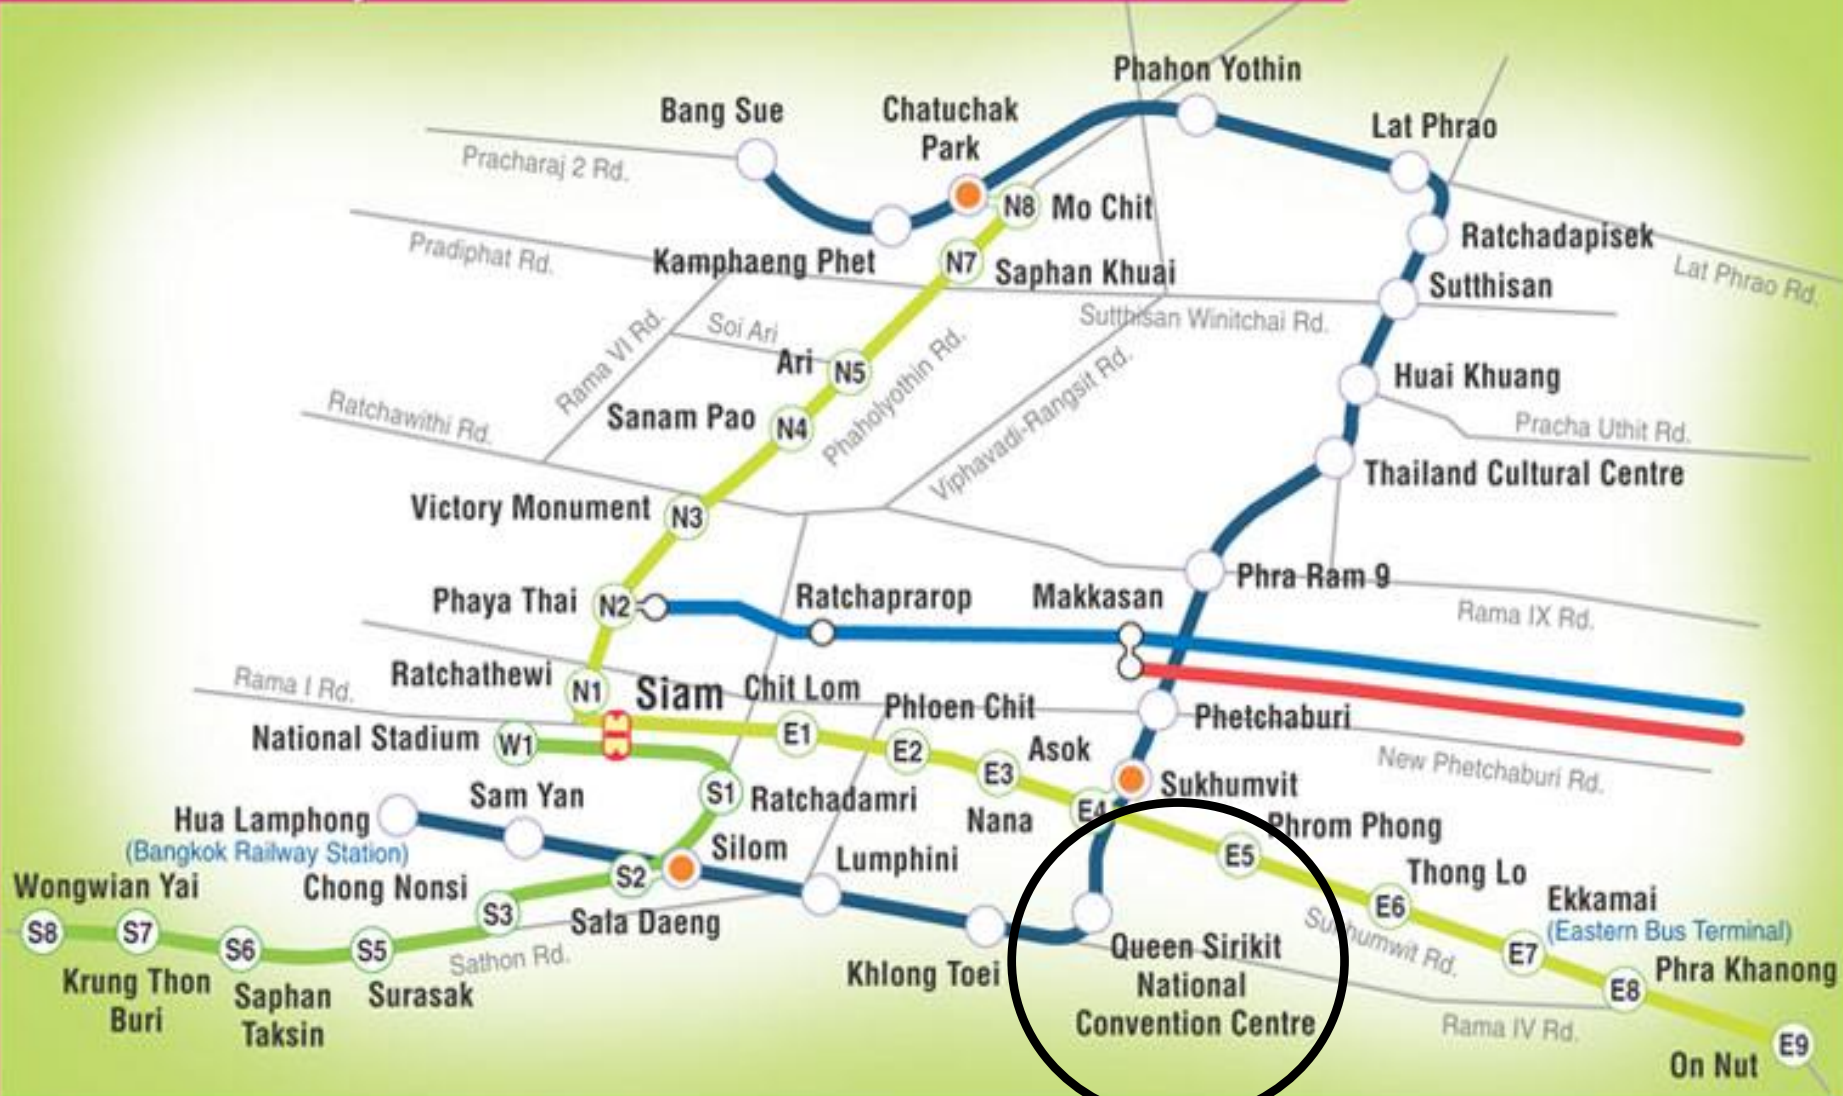 Phahon Yothin
Bang Sue
Chatuchak
Park
Lat Phrao
Pracharaj 2 Rd.
N8 Mo Chit
Ratchadapisek
Pradiphat Rd.
Kamphaeng Phet
N7 Saphan Khuai
Lat Phrao Rd.
Sutthisan
Soi Ari
Sutthisan Winitchai Rd.
Rama VI Rd.
Ari N5
Phaholyothin Rd.
Viphavadi-Rangsit Rd.
Huai Khuang
Ratchawithi Rd.
Sanam Pao N4
Pracha Uthit Rd.
Thailand Cultural Centre
Victory Monument N3
Phra Ram 9
Phaya Thai N2
Ratchaprarop
Makkasan
Rama IX Rd.
Rama I Rd.
Ratchathewi N1
Siam
Chit Lom
Phloen Chit
Phetchaburi
National Stadium W1
E1
E2
E3
Asok
New Phetchaburi Rd.
Sam Yan
S1 Ratchadamri
Nana
E4
Sukhumvit
Hua Lamphong
(Bangkok Railway Station)
Silom
Lumphini
E5
Phrom Phong
Wongwian Yai
Chong Nonsi
S2
Thong Lo
S3
Sala Daeng
E6
Ekkamai
(Eastern Bus Terminal)
S8
S7
S6
S5
Sathon Rd.
Sukhumwit Rd.
E7
Krung Thon
Buri
Saphan
Taksin
Surasak
Khlong Toei
Queen Sirikit
National
Convention Centre
Phra Khanong
E8
Rama IV Rd.
On Nut
E9